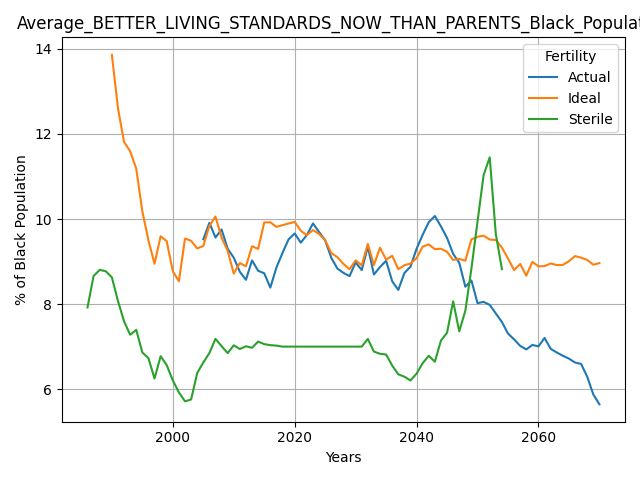 Average_BETTER_LIVING_STANDARDS_NOW_THAN_PARENTS_Black_Populat
Fertility
Actual
Ideal
Sterile
% of Black Population
14
12
10
8
6
2000 2020 2040 2060
Years